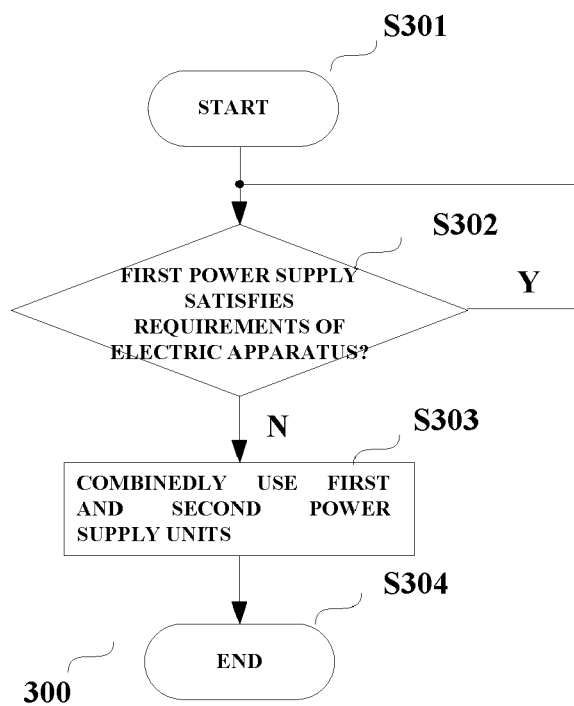 S301
START
S302
FIRST POWER SUPPLY
SATISFIES
REQUIREMENTS OF
ELECTRIC APPARATUS?
Y
N
S303
COMBINEDLY USE FIRST
AND SECOND POWER
SUPPLY UNITS
S304
END
300